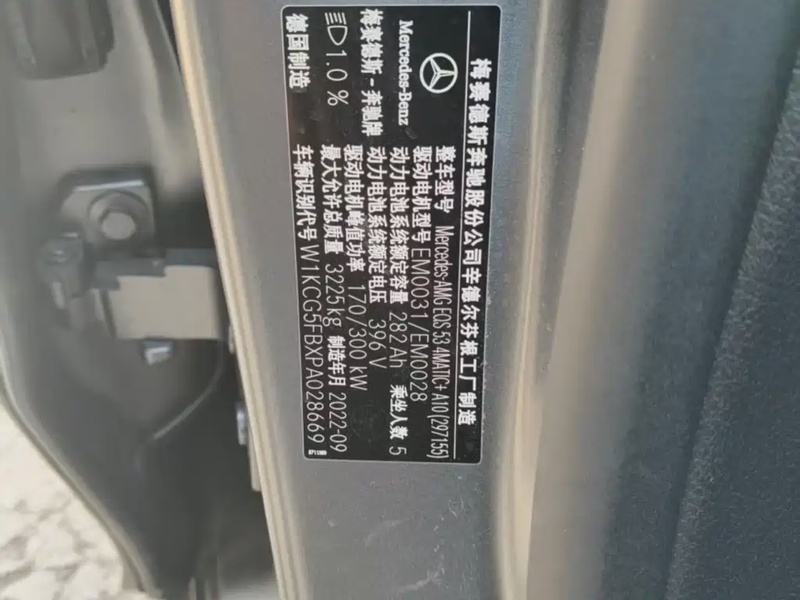 梅赛德斯奔驰股份公司辛德尔芬根工厂制造
Mercedes-Benz
整车型号 Mercedes-AMG EQS 53 4MATIC+ A10(297155)
驱动电机型号 EM0031/EM0028
动力电池系统额定容量 282 Ah 乘坐人数 5
梅赛德斯-奔驰牌
动力电池系统额定电压 396 V
驱动电机峰值功率 170/300 kW
1.0 %
最大允许总质量 3225 kg 制造年月 2022-09
德国制造
车辆识别代号 W1KCG5FBXPA028669